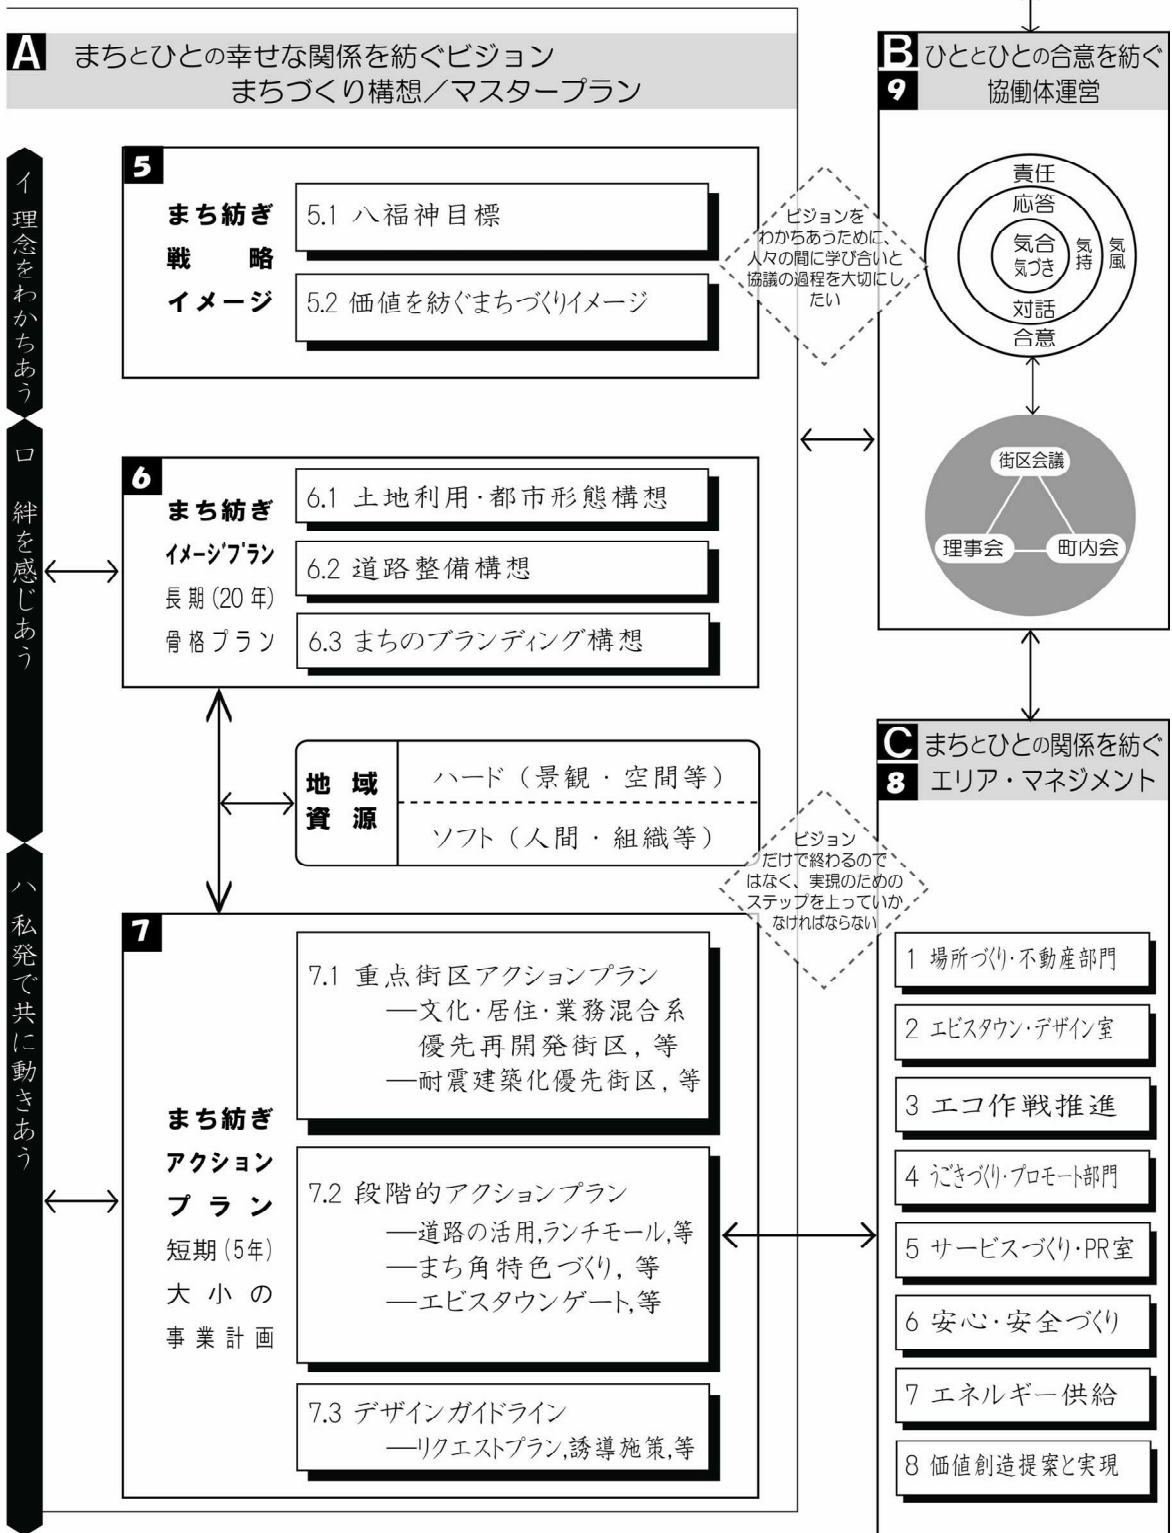 A まちとひとの幸せな関係を紡ぐビジョン
まちづくり構想／マスタープラン
イ 理念をわかちあう
ロ 絆を感じあう
ハ 私発で共に動きあう
5
まち紡ぎ
戦略
イメージ
5.1 八福神目標
5.2 価値を紡ぐまちづくりイメージ
ビジョンを
わかちあうために、
人々の間に学び合いと
協議の過程を大切にし
たい
6
まち紡ぎ
イメージプラン
長期(20年)
骨格プラン
6.1 土地利用・都市形態構想
6.2 道路整備構想
6.3 まちのブランディング構想
地域
資源
ハード（景観・空間等）
ソフト（人間・組織等）
ビジョン
だけで終わるので
はなく、実現のための
ステップを上っていか
なければならない
7
まち紡ぎ
アクション
プラン
短期(5年)
大小の
事業計画
7.1 重点街区アクションプラン
―文化・居住・業務混合系
優先再開発街区, 等
―耐震建築化優先街区, 等
7.2 段階的アクションプラン
―道路の活用,ランチモール,等
―まち角特色づくり, 等
―エビスタウンゲート,等
7.3 デザインガイドライン
―リクエストプラン,誘導施策,等
B ひととひとの合意を紡ぐ
9 協働体運営
責任
応答
気合
気づき
気持
気風
対話
合意
街区会議
理事会
町内会
C まちとひとの関係を紡ぐ
8 エリア・マネジメント
1 場所づくり・不動産部門
2 エビスタウン・デザイン室
3 エコ作戦推進
4 うごきづくり・プロモート部門
5 サービスづくり・PR室
6 安心・安全づくり
7 エネルギー供給
8 価値創造提案と実現